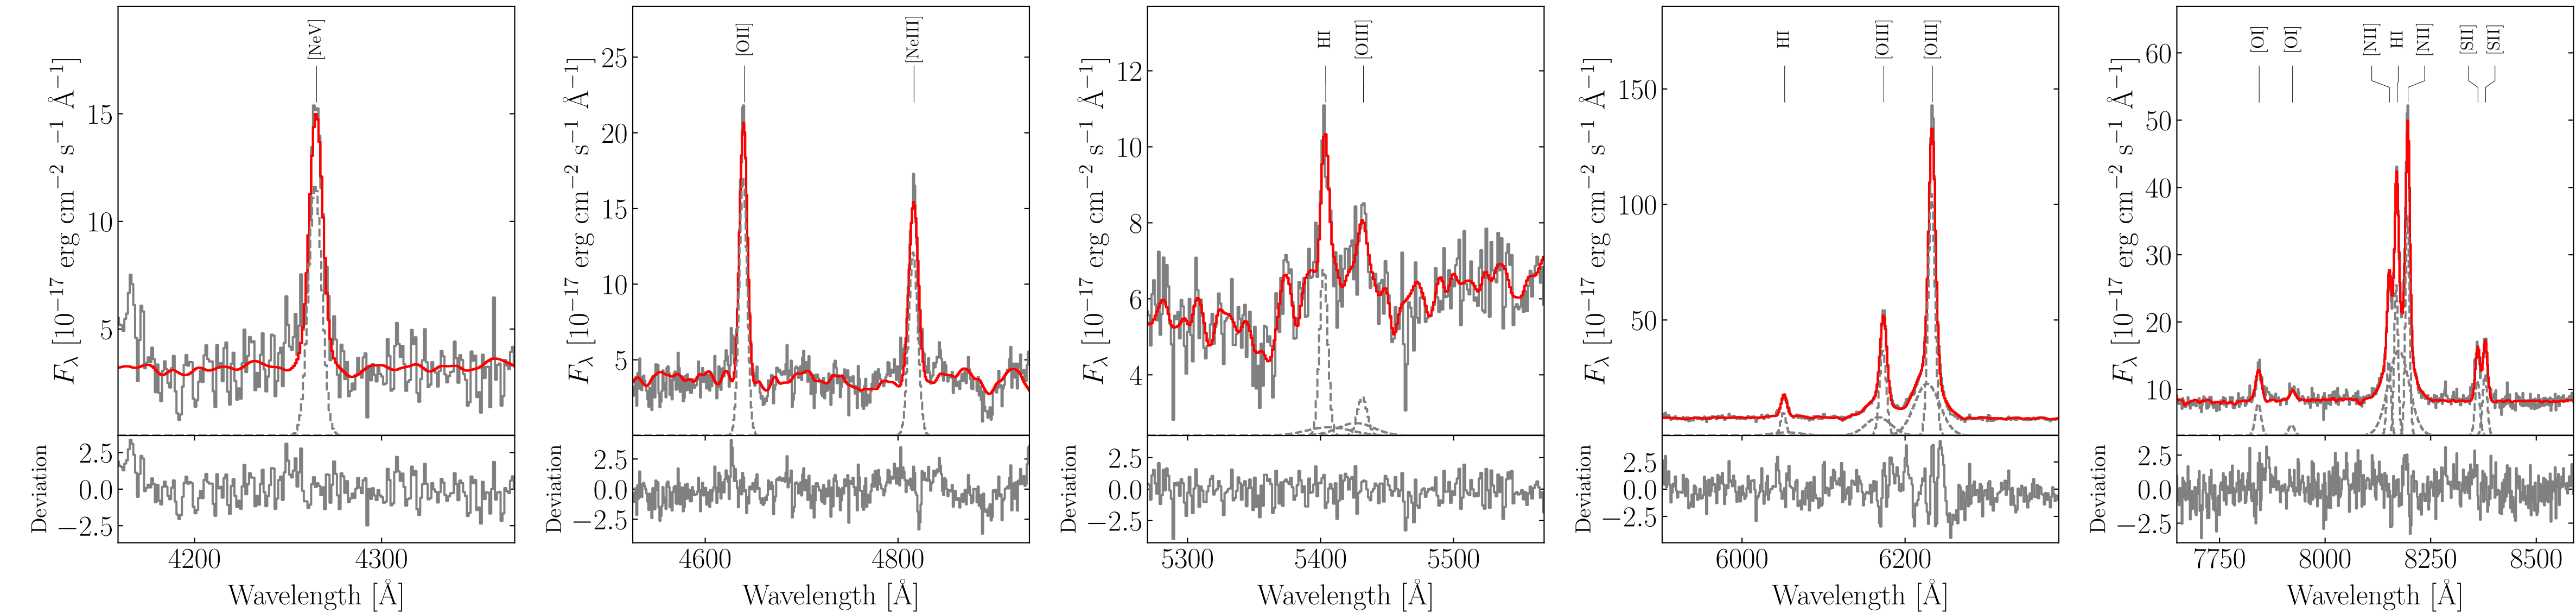 [NeV]
15
10
5
F_λ [10⁻¹⁷ erg cm⁻² s⁻¹ Å⁻¹]
2.5
0.0
−2.5
Deviation
4200 4300
Wavelength [Å]
[OII] [NeIII]
25
20
15
10
5
F_λ [10⁻¹⁷ erg cm⁻² s⁻¹ Å⁻¹]
2.5
0.0
−2.5
Deviation
4600 4800
Wavelength [Å]
HI [OIII]
12
10
8
6
4
F_λ [10⁻¹⁷ erg cm⁻² s⁻¹ Å⁻¹]
2.5
0.0
−2.5
Deviation
5300 5400 5500
Wavelength [Å]
HI [OIII] [OIII]
150
100
50
F_λ [10⁻¹⁷ erg cm⁻² s⁻¹ Å⁻¹]
2.5
0.0
−2.5
Deviation
6000 6200
Wavelength [Å]
[OI] [OI] [NII] HI [NII] [SII] [SII]
60
50
40
30
20
10
F_λ [10⁻¹⁷ erg cm⁻² s⁻¹ Å⁻¹]
2.5
0.0
−2.5
Deviation
7750 8000 8250 8500
Wavelength [Å]